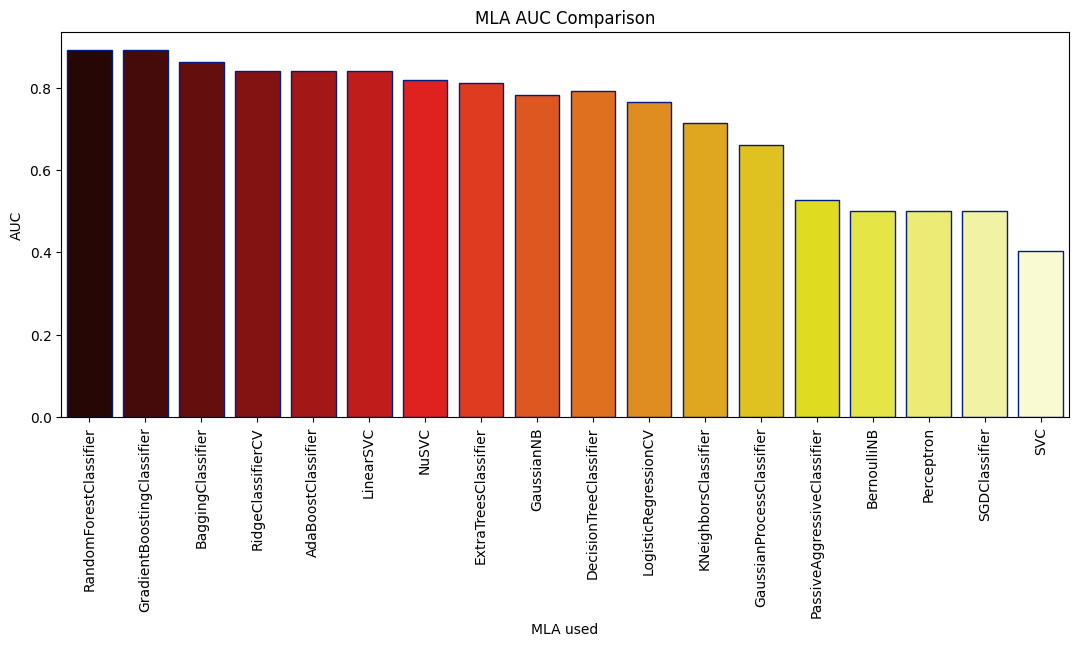 MLA AUC Comparison
AUC
0.8
0.6
0.4
0.2
0.0
RandomForestClassifier
GradientBoostingClassifier
BaggingClassifier
RidgeClassifierCV
AdaBoostClassifier
LinearSVC
NuSVC
ExtraTreesClassifier
GaussianNB
DecisionTreeClassifier
LogisticRegressionCV
KNeighborsClassifier
GaussianProcessClassifier
PassiveAggressiveClassifier
BernoulliNB
Perceptron
SGDClassifier
SVC
MLA used